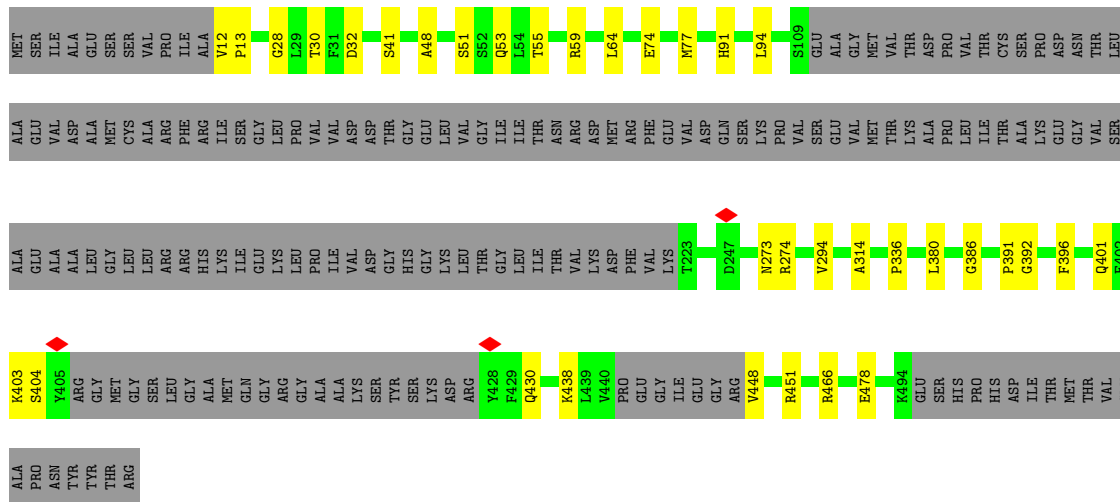 MET SER ILE ALA GLU SER SER VAL PRO ILE ALA V12 P13 G28 L29 T30 F31 D32 S41 A48 S51 S52 Q53 L54 T55 R59 L64 E74 M77 H91 L94 S109 GLU ALA GLY MET VAL THR ASP PRO VAL THR CYS SER PRO ASP ASN THR LEU
ALA GLU VAL ASP ALA MET CYS ALA ARG PHE ARG ILE SER GLY LEU PRO VAL VAL ASP ASP THR GLY GLU LEU VAL GLY ILE ILE THR ASN ARG ASP MET ARG PHE GLU VAL ASP GLN SER LYS PRO VAL SER GLU VAL MET THR LYS ALA PRO LEU ILE THR ALA LYS GLU GLY VAL SER
ALA GLU ALA ALA LEU GLY LEU LEU ARG ARG HIS LYS ILE GLU LYS LEU PRO ILE VAL ASP GLY HIS GLY LYS LEU THR GLY LEU ILE THR VAL LYS ASP PHE VAL LYS T223 D247 N273 R274 V294 A314 P336 L380 G386 P391 G392 F396 Q401
K403 S404 Y405 ARG GLY MET GLY SER LEU GLY ALA MET GLN GLY ARG GLY ALA ALA LYS SER TYR SER LYS ASP ARG Y428 F429 Q430 K438 L439 V440 PRO GLU GLY ILE GLU GLY ARG V448 R451 R466 E478 K494 GLU SER HIS PRO HIS ASP ILE THR MET THR VAL
ALA PRO ASN TYR TYR THR ARG